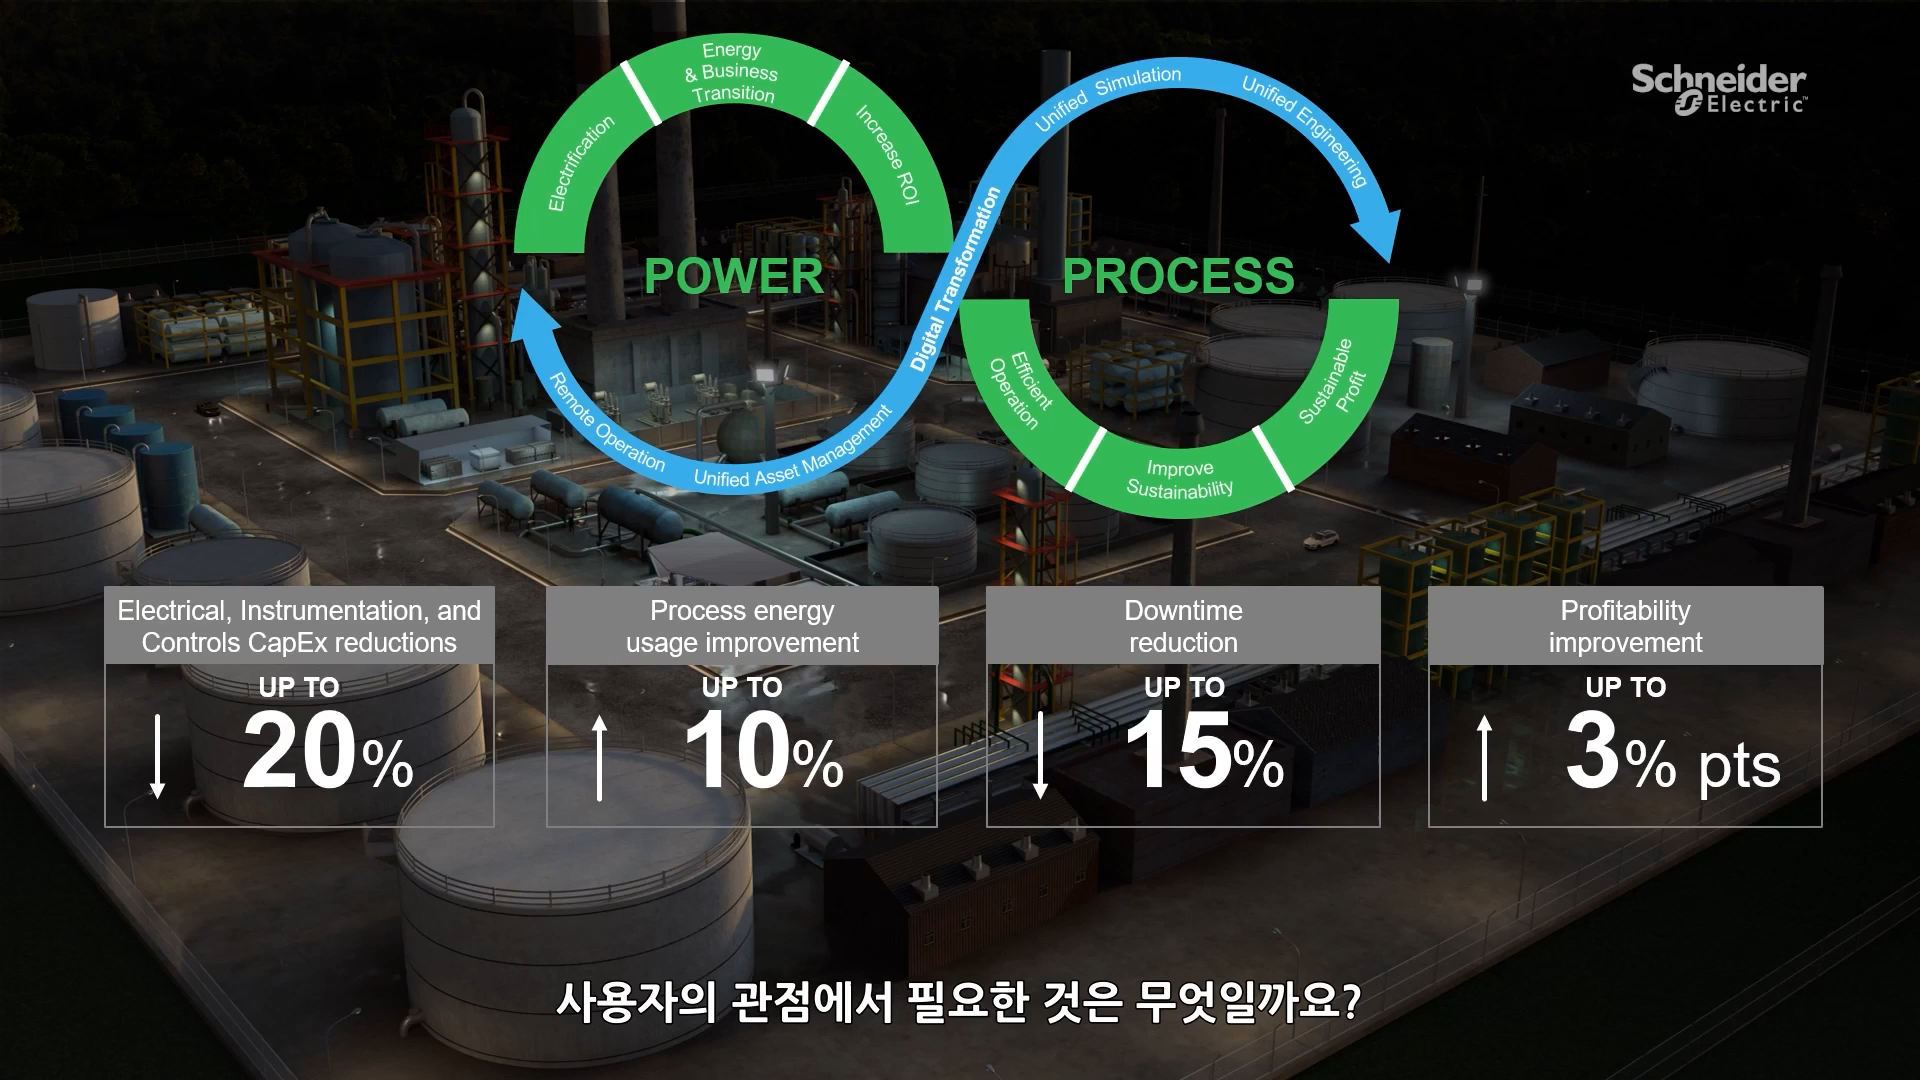 Schneider
Electric™
Energy
& Business
Transition
Electrification
Increase ROI
Unified Simulation
Unified Engineering
Digital Transformation
POWER
PROCESS
Remote Operation
Unified Asset Management
Efficient
Operation
Improve
Sustainability
Sustainable
Profit
Electrical, Instrumentation, and
Controls CapEx reductions
UP TO
20%
Process energy
usage improvement
UP TO
10%
Downtime
reduction
UP TO
15%
Profitability
improvement
UP TO
3% pts
사용자의 관점에서 필요한 것은 무엇일까요?